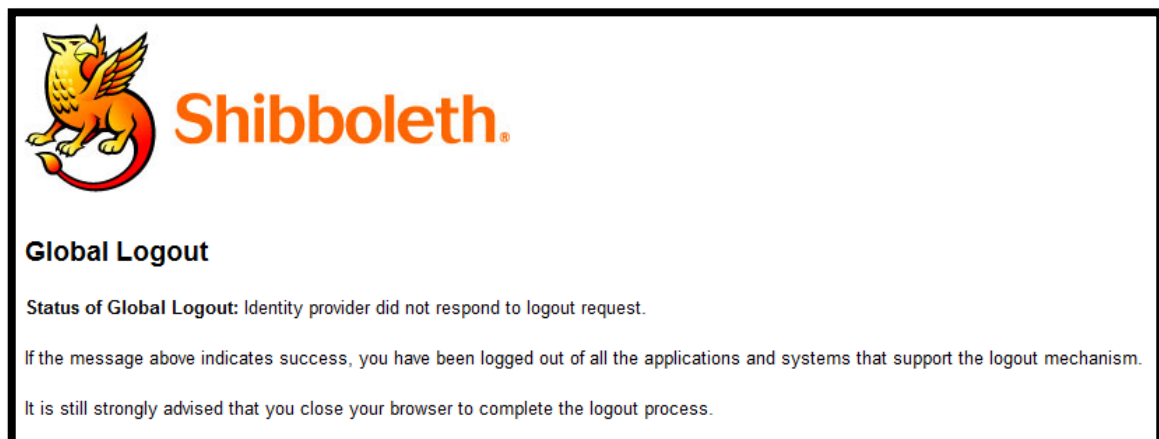 Shibboleth®
Global Logout
Status of Global Logout: Identity provider did not respond to logout request.
If the message above indicates success, you have been logged out of all the applications and systems that support the logout mechanism.
It is still strongly advised that you close your browser to complete the logout process.